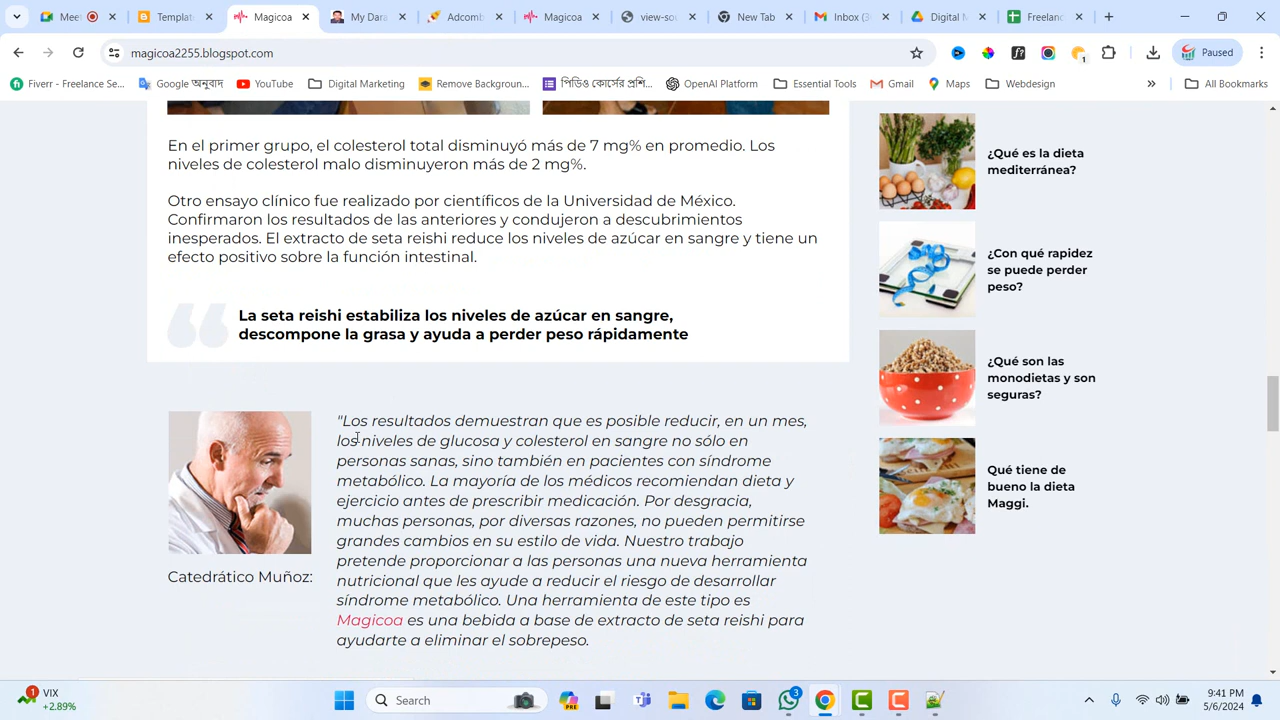 Meet
Templat
Magicoa
My Dara
Adcomb
Magicoa
view-sou
New Tab
Inbox (3
Digital M
Freelanc
magicoa2255.blogspot.com
1
Paused
Fiverr - Freelance Se...
Google অনুবাদ
YouTube
Digital Marketing
Remove Backgroun...
OpenAI Platform
Essential Tools
Gmail
Maps
Webdesign
All Bookmarks
En el primer grupo, el colesterol total disminuyó más de 7 mg% en promedio. Los
niveles de colesterol malo disminuyeron más de 2 mg%.
Otro ensayo clínico fue realizado por científicos de la Universidad de México.
Confirmaron los resultados de las anteriores y condujeron a descubrimientos
inesperados. El extracto de seta reishi reduce los niveles de azúcar en sangre y tiene un
efecto positivo sobre la función intestinal.
La seta reishi estabiliza los niveles de azúcar en sangre,
descompone la grasa y ayuda a perder peso rápidamente
"Los resultados demuestran que es posible reducir, en un mes,
los niveles de glucosa y colesterol en sangre no sólo en
personas sanas, sino también en pacientes con síndrome
metabólico. La mayoría de los médicos recomiendan dieta y
ejercicio antes de prescribir medicación. Por desgracia,
muchas personas, por diversas razones, no pueden permitirse
grandes cambios en su estilo de vida. Nuestro trabajo
pretende proporcionar a las personas una nueva herramienta
nutricional que les ayude a reducir el riesgo de desarrollar
síndrome metabólico. Una herramienta de este tipo es
Magicoa es una bebida a base de extracto de seta reishi para
ayudarte a eliminar el sobrepeso.
Catedrático Muñoz:
¿Qué es la dieta
mediterránea?
¿Con qué rapidez
se puede perder
peso?
¿Qué son las
monodietas y son
seguras?
Qué tiene de
bueno la dieta
Maggi.
1
VIX
+2.89%
Search
PRE
3
9:41 PM
5/6/2024